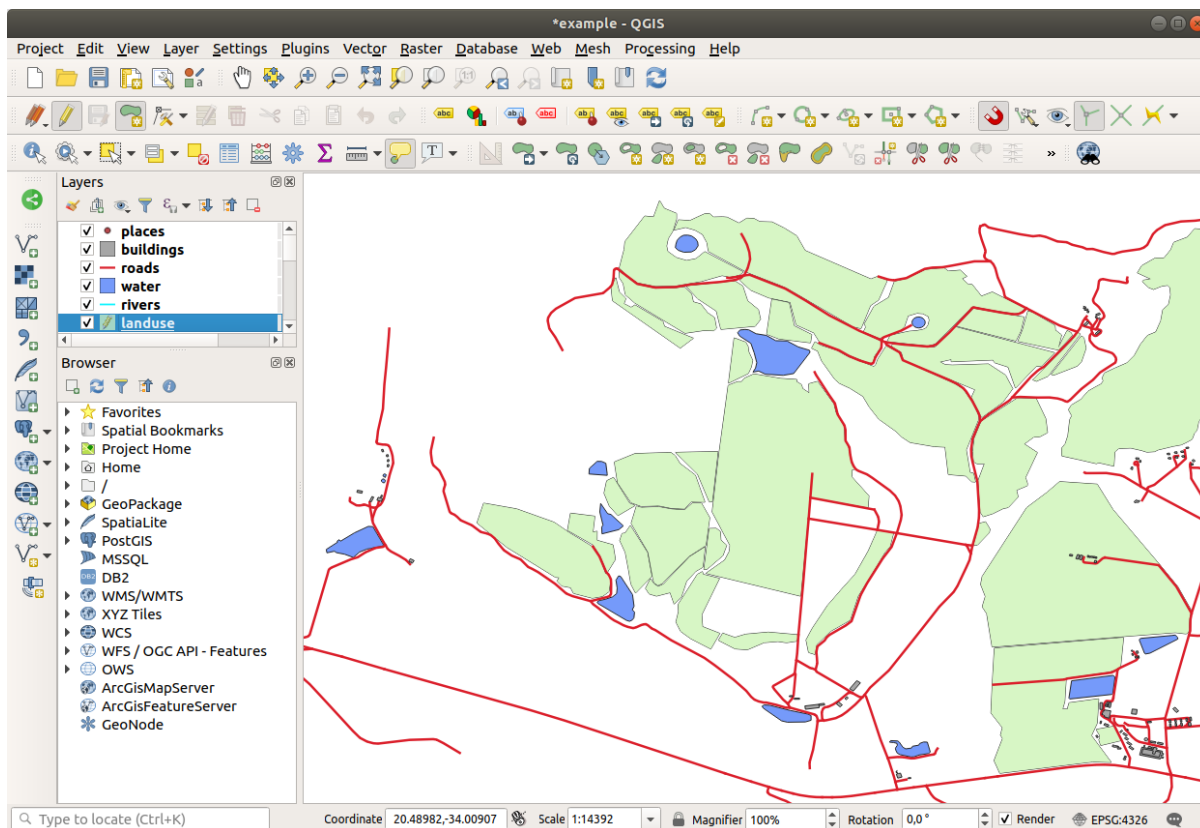 *example - QGIS
Project Edit View Layer Settings Plugins Vector Raster Database Web Mesh Processing Help
Layers
places
buildings
roads
water
rivers
landuse
Browser
Favorites
Spatial Bookmarks
Project Home
Home
/
GeoPackage
SpatiaLite
PostGIS
MSSQL
DB2
WMS/WMTS
XYZ Tiles
WCS
WFS / OGC API - Features
OWS
ArcGisMapServer
ArcGisFeatureServer
GeoNode
Type to locate (Ctrl+K) Coordinate 20.48982,-34.00907 Scale 1:14392 Magnifier 100% Rotation 0,0 ° Render EPSG:4326